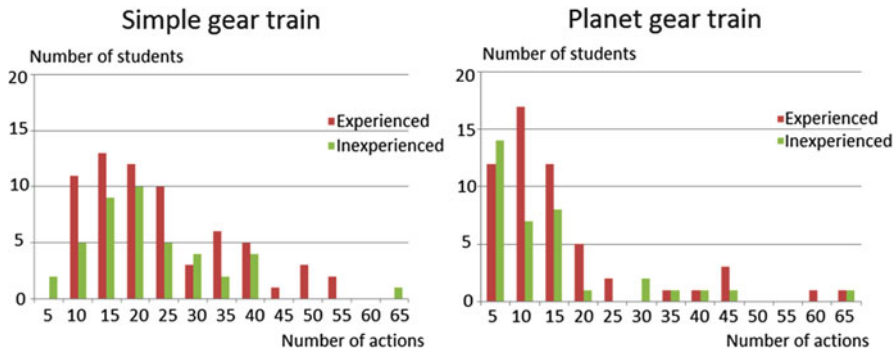 Simple gear train
Number of students
20
15
10
5
0
Experienced
Inexperienced
5 10 15 20 25 30 35 40 45 50 55 60 65
Number of actions
Planet gear train
Number of students
20
15
10
5
0
Experienced
Inexperienced
5 10 15 20 25 30 35 40 45 50 55 60 65
Number of actions